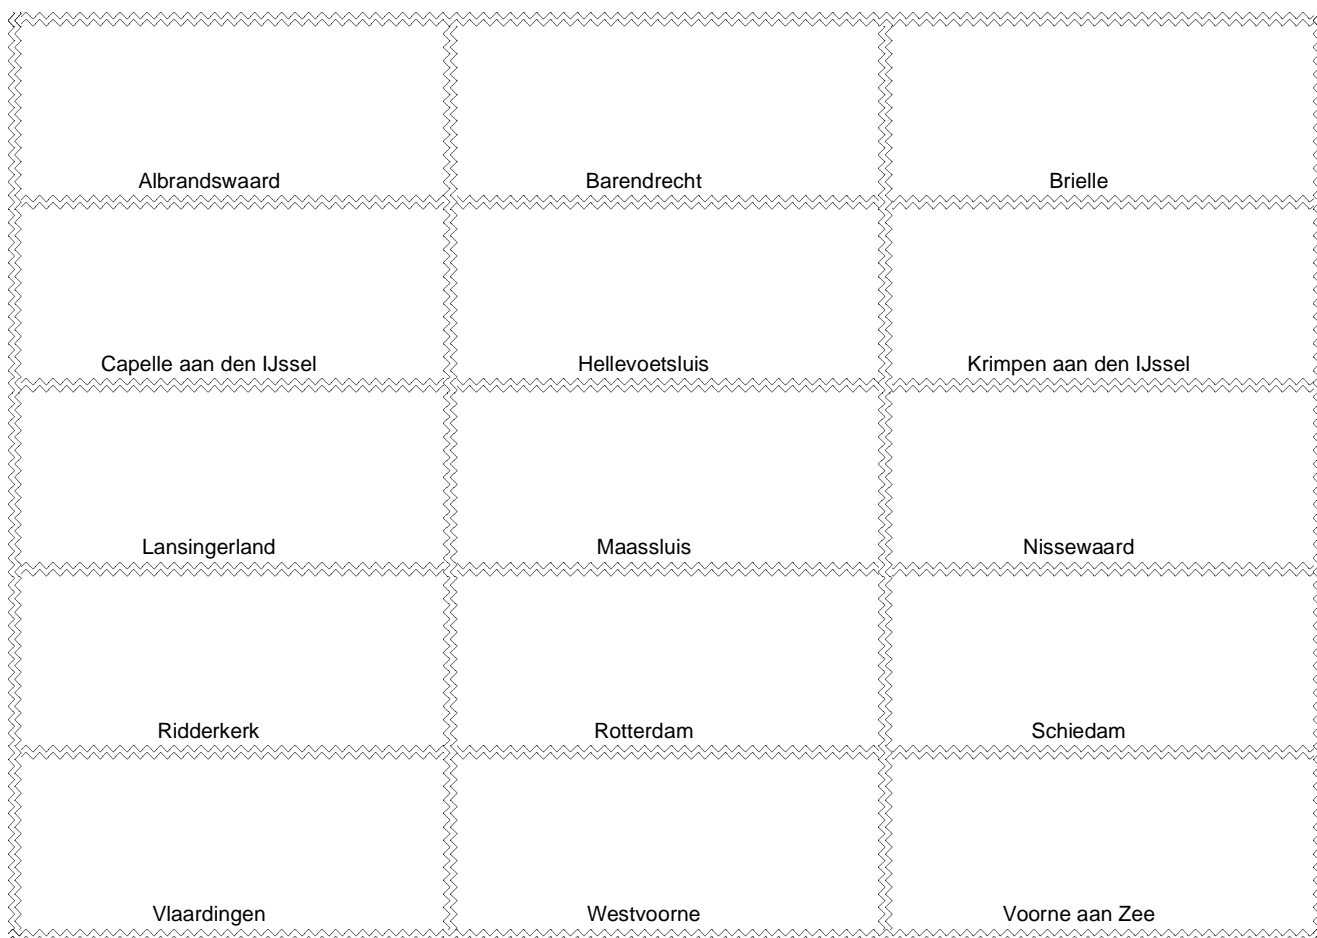 Albrandswaard
Barendrecht
Brielle
Capelle aan den IJssel
Hellevoetsluis
Krimpen aan den IJssel
Lansingerland
Maassluis
Nissewaard
Ridderkerk
Rotterdam
Schiedam
Vlaardingen
Westvoorne
Voorne aan Zee